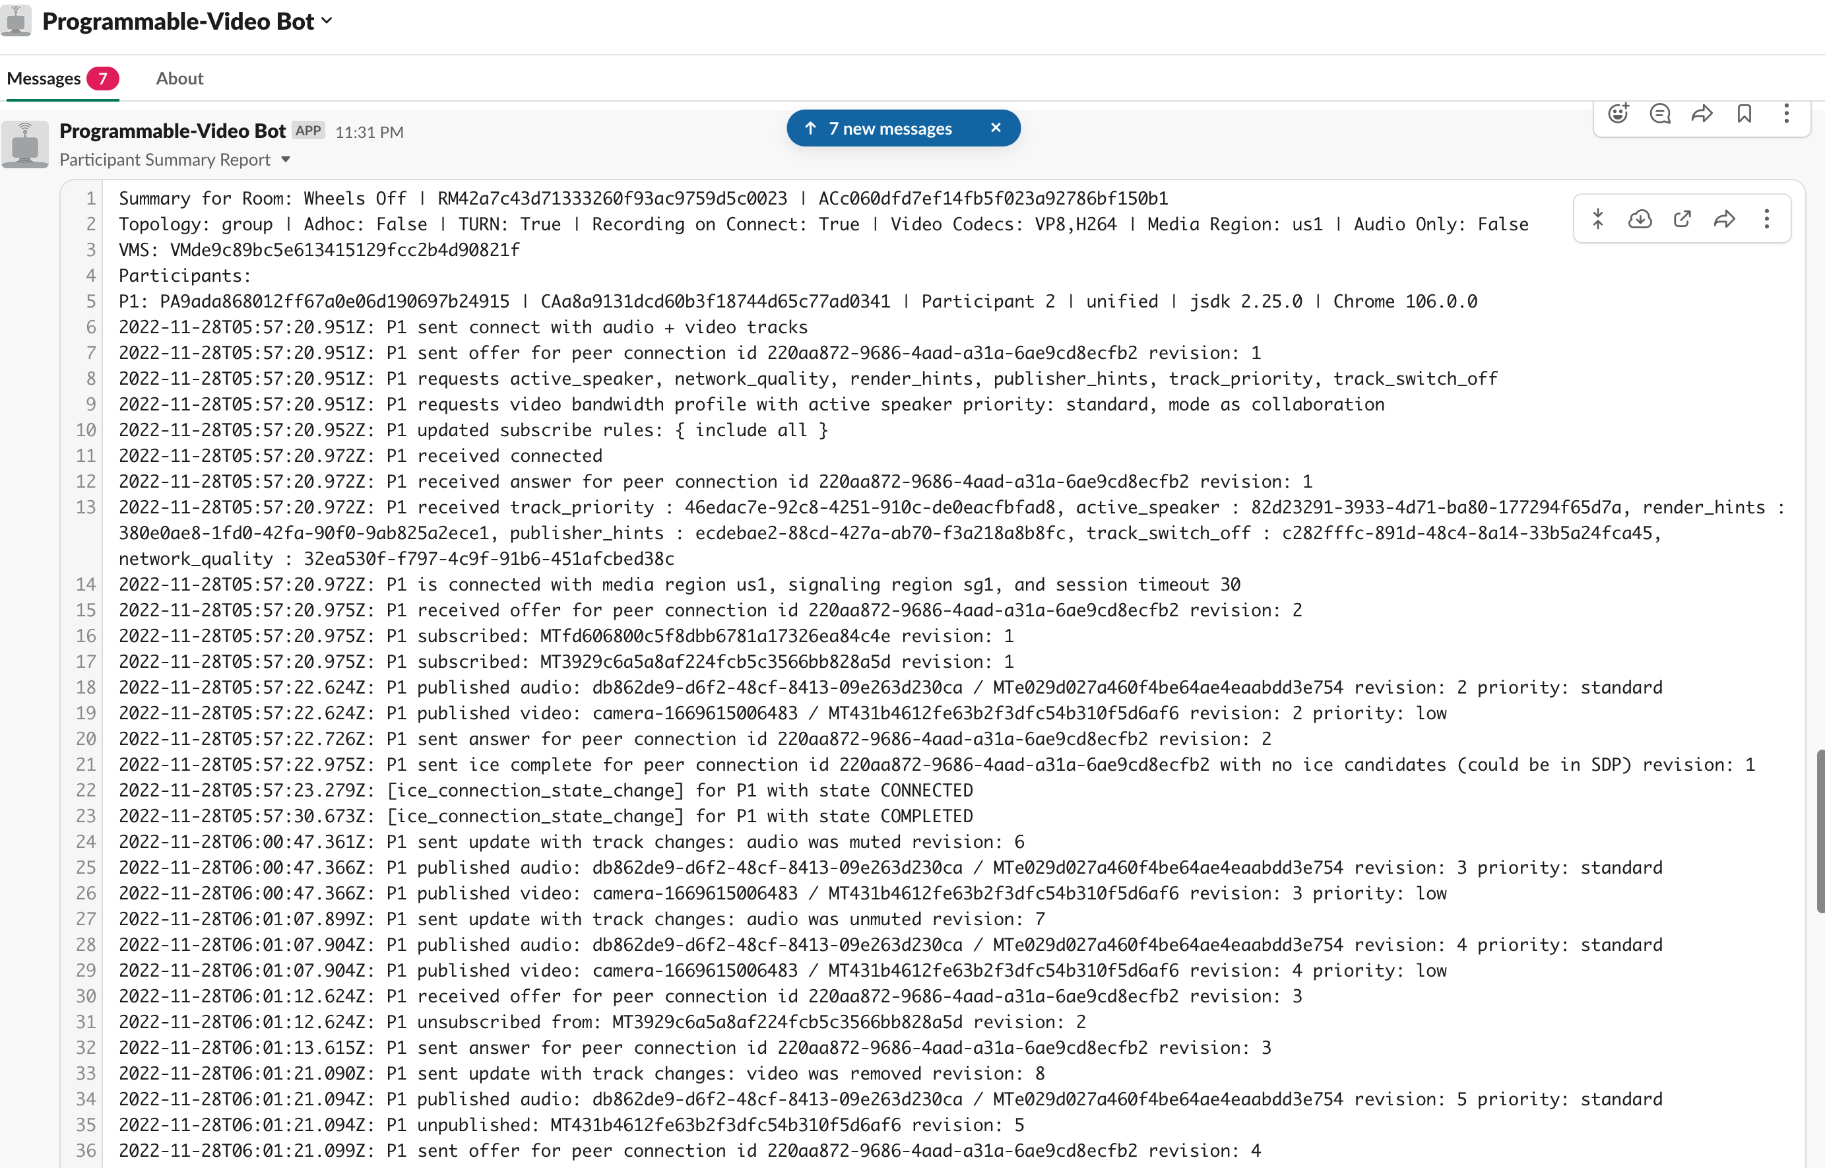 Programmable-Video Bot
Messages 7 About
Programmable-Video Bot APP 11:31 PM
↑ 7 new messages ×
Participant Summary Report
1 Summary for Room: Wheels Off | RM42a7c43d71333260f93ac9759d5c0023 | ACc060dfd7ef14fb5f023a92786bf150b1
2 Topology: group | Adhoc: False | TURN: True | Recording on Connect: True | Video Codecs: VP8,H264 | Media Region: us1 | Audio Only: False
3 VMS: VMde9c89bc5e613415129fcc2b4d90821f
4 Participants:
5 P1: PA9ada868012ff67a0e06d190697b24915 | CAa8a9131dcd60b3f18744d65c77ad0341 | Participant 2 | unified | jsdk 2.25.0 | Chrome 106.0.0
6 2022-11-28T05:57:20.951Z: P1 sent connect with audio + video tracks
7 2022-11-28T05:57:20.951Z: P1 sent offer for peer connection id 220aa872-9686-4aad-a31a-6ae9cd8ecfb2 revision: 1
8 2022-11-28T05:57:20.951Z: P1 requests active_speaker, network_quality, render_hints, publisher_hints, track_priority, track_switch_off
9 2022-11-28T05:57:20.951Z: P1 requests video bandwidth profile with active speaker priority: standard, mode as collaboration
10 2022-11-28T05:57:20.952Z: P1 updated subscribe rules: { include all }
11 2022-11-28T05:57:20.972Z: P1 received connected
12 2022-11-28T05:57:20.972Z: P1 received answer for peer connection id 220aa872-9686-4aad-a31a-6ae9cd8ecfb2 revision: 1
13 2022-11-28T05:57:20.972Z: P1 received track_priority : 46edac7e-92c8-4251-910c-de0eacfbfad8, active_speaker : 82d23291-3933-4d71-ba80-177294f65d7a, render_hints :
380e0ae8-1fd0-42fa-90f0-9ab825a2ece1, publisher_hints : ecdebae2-88cd-427a-ab70-f3a218a8b8fc, track_switch_off : c282fffc-891d-48c4-8a14-33b5a24fca45,
network_quality : 32ea530f-f797-4c9f-91b6-451afcbed38c
14 2022-11-28T05:57:20.972Z: P1 is connected with media region us1, signaling region sg1, and session timeout 30
15 2022-11-28T05:57:20.975Z: P1 received offer for peer connection id 220aa872-9686-4aad-a31a-6ae9cd8ecfb2 revision: 2
16 2022-11-28T05:57:20.975Z: P1 subscribed: MTfd606800c5f8dbb6781a17326ea84c4e revision: 1
17 2022-11-28T05:57:20.975Z: P1 subscribed: MT3929c6a5a8af224fcb5c3566bb828a5d revision: 1
18 2022-11-28T05:57:22.624Z: P1 published audio: db862de9-d6f2-48cf-8413-09e263d230ca / MTe029d027a460f4be64ae4eaabdd3e754 revision: 2 priority: standard
19 2022-11-28T05:57:22.624Z: P1 published video: camera-1669615006483 / MT431b4612fe63b2f3dfc54b310f5d6af6 revision: 2 priority: low
20 2022-11-28T05:57:22.726Z: P1 sent answer for peer connection id 220aa872-9686-4aad-a31a-6ae9cd8ecfb2 revision: 2
21 2022-11-28T05:57:22.975Z: P1 sent ice complete for peer connection id 220aa872-9686-4aad-a31a-6ae9cd8ecfb2 with no ice candidates (could be in SDP) revision: 1
22 2022-11-28T05:57:23.279Z: [ice_connection_state_change] for P1 with state CONNECTED
23 2022-11-28T05:57:30.673Z: [ice_connection_state_change] for P1 with state COMPLETED
24 2022-11-28T06:00:47.361Z: P1 sent update with track changes: audio was muted revision: 6
25 2022-11-28T06:00:47.366Z: P1 published audio: db862de9-d6f2-48cf-8413-09e263d230ca / MTe029d027a460f4be64ae4eaabdd3e754 revision: 3 priority: standard
26 2022-11-28T06:00:47.366Z: P1 published video: camera-1669615006483 / MT431b4612fe63b2f3dfc54b310f5d6af6 revision: 3 priority: low
27 2022-11-28T06:01:07.899Z: P1 sent update with track changes: audio was unmuted revision: 7
28 2022-11-28T06:01:07.904Z: P1 published audio: db862de9-d6f2-48cf-8413-09e263d230ca / MTe029d027a460f4be64ae4eaabdd3e754 revision: 4 priority: standard
29 2022-11-28T06:01:07.904Z: P1 published video: camera-1669615006483 / MT431b4612fe63b2f3dfc54b310f5d6af6 revision: 4 priority: low
30 2022-11-28T06:01:12.624Z: P1 received offer for peer connection id 220aa872-9686-4aad-a31a-6ae9cd8ecfb2 revision: 3
31 2022-11-28T06:01:12.624Z: P1 unsubscribed from: MT3929c6a5a8af224fcb5c3566bb828a5d revision: 2
32 2022-11-28T06:01:13.615Z: P1 sent answer for peer connection id 220aa872-9686-4aad-a31a-6ae9cd8ecfb2 revision: 3
33 2022-11-28T06:01:21.090Z: P1 sent update with track changes: video was removed revision: 8
34 2022-11-28T06:01:21.094Z: P1 published audio: db862de9-d6f2-48cf-8413-09e263d230ca / MTe029d027a460f4be64ae4eaabdd3e754 revision: 5 priority: standard
35 2022-11-28T06:01:21.094Z: P1 unpublished: MT431b4612fe63b2f3dfc54b310f5d6af6 revision: 5
36 2022-11-28T06:01:21.099Z: P1 sent offer for peer connection id 220aa872-9686-4aad-a31a-6ae9cd8ecfb2 revision: 4